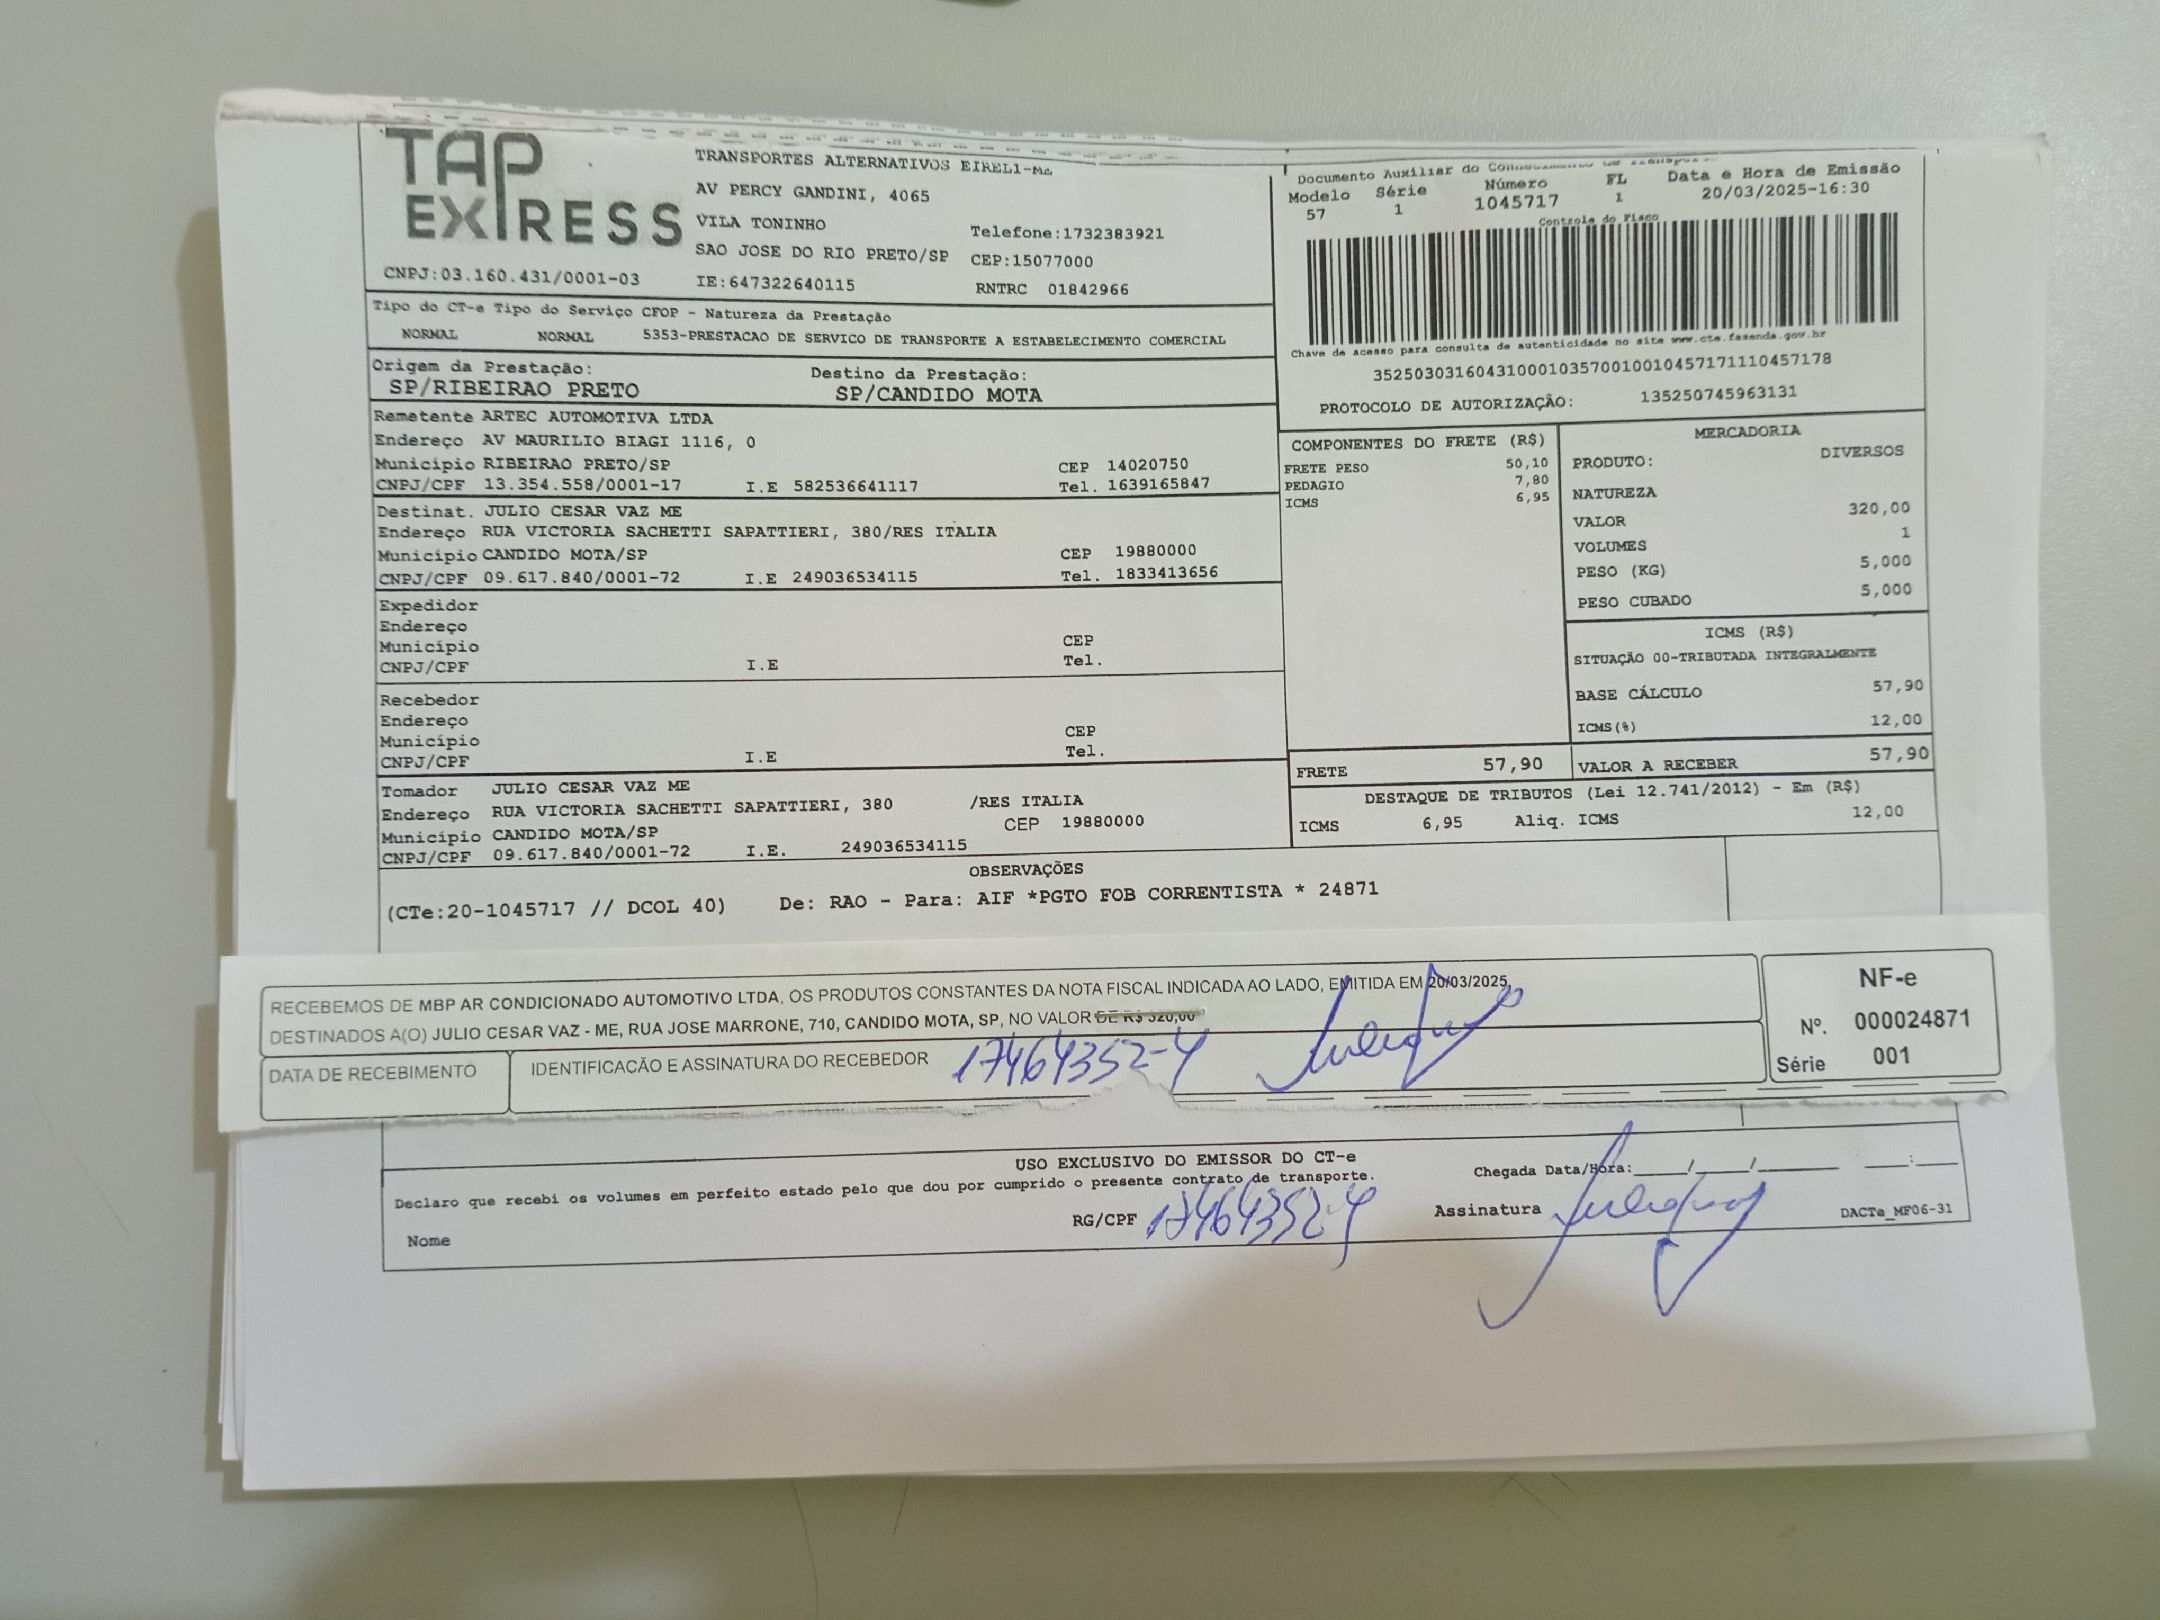 TAP
EXPRESS
TRANSPORTES ALTERNATIVOS EIRELI-Me
AV PERCY GANDINI, 4065
VILA TONINHO Telefone:1732383921
SAO JOSE DO RIO PRETO/SP CEP:15077000
CNPJ:03.160.431/0001-03 IE:647322640115 RNTRC 01842966
Documento Auxiliar do
Modelo Série Número FL Data e Hora de Emissão
57 1 1045717 1 20/03/2025-16:30
Controle do Fisco
Chave de acesso para consulta de autenticidade no site www.cte.fazenda.gov.br
35250303160431000103570010010457171110457178
PROTOCOLO DE AUTORIZAÇÃO: 135250745963131
Tipo do CT-e Tipo do Serviço CFOP - Natureza da Prestação
NORMAL NORMAL 5353-PRESTACAO DE SERVICO DE TRANSPORTE A ESTABELECIMENTO COMERCIAL
Origem da Prestação: Destino da Prestação:
SP/RIBEIRAO PRETO SP/CANDIDO MOTA
Remetente ARTEC AUTOMOTIVA LTDA
Endereço AV MAURILIO BIAGI 1116, 0
Município RIBEIRAO PRETO/SP CEP 14020750
CNPJ/CPF 13.354.558/0001-17 I.E 582536641117 Tel. 1639165847
Destinat. JULIO CESAR VAZ ME
Endereço RUA VICTORIA SACHETTI SAPATTIERI, 380/RES ITALIA
Município CANDIDO MOTA/SP CEP 19880000
CNPJ/CPF 09.617.840/0001-72 I.E 249036534115 Tel. 1833413656
Expedidor
Endereço
Município CEP
CNPJ/CPF I.E Tel.
Recebedor
Endereço
Município CEP
CNPJ/CPF I.E Tel.
Tomador JULIO CESAR VAZ ME
Endereço RUA VICTORIA SACHETTI SAPATTIERI, 380 /RES ITALIA
Município CANDIDO MOTA/SP CEP 19880000
CNPJ/CPF 09.617.840/0001-72 I.E. 249036534115
COMPONENTES DO FRETE (R$)
FRETE PESO 50,10
PEDAGIO 7,80
ICMS 6,95
MERCADORIA
PRODUTO: DIVERSOS
NATUREZA
VALOR 320,00
VOLUMES 1
PESO (KG) 5,000
PESO CUBADO 5,000
ICMS (R$)
SITUAÇÃO 00-TRIBUTADA INTEGRALMENTE
BASE CÁLCULO 57,90
ICMS(%) 12,00
FRETE 57,90 VALOR A RECEBER 57,90
DESTAQUE DE TRIBUTOS (Lei 12.741/2012) - Em (R$)
ICMS 6,95 Aliq. ICMS 12,00
OBSERVAÇÕES
(CTe:20-1045717 // DCOL 40) De: RAO - Para: AIF *PGTO FOB CORRENTISTA * 24871
RECEBEMOS DE MBP AR CONDICIONADO AUTOMOTIVO LTDA, OS PRODUTOS CONSTANTES DA NOTA FISCAL INDICADA AO LADO, EMITIDA EM 20/03/2025,
DESTINADOS A(O) JULIO CESAR VAZ - ME, RUA JOSE MARRONE, 710, CANDIDO MOTA, SP, NO VALOR DE R$ 320,00
DATA DE RECEBIMENTO IDENTIFICAÇÃO E ASSINATURA DO RECEBEDOR 17464352-4
NF-e
Nº. 000024871
Série 001
USO EXCLUSIVO DO EMISSOR DO CT-e
Declaro que recebi os volumes em perfeito estado pelo que dou por cumprido o presente contrato de transporte.
Chegada Data/Hora:____/____/______ ___:___
Nome RG/CPF 17464352-4 Assinatura DACTe_MF06-31